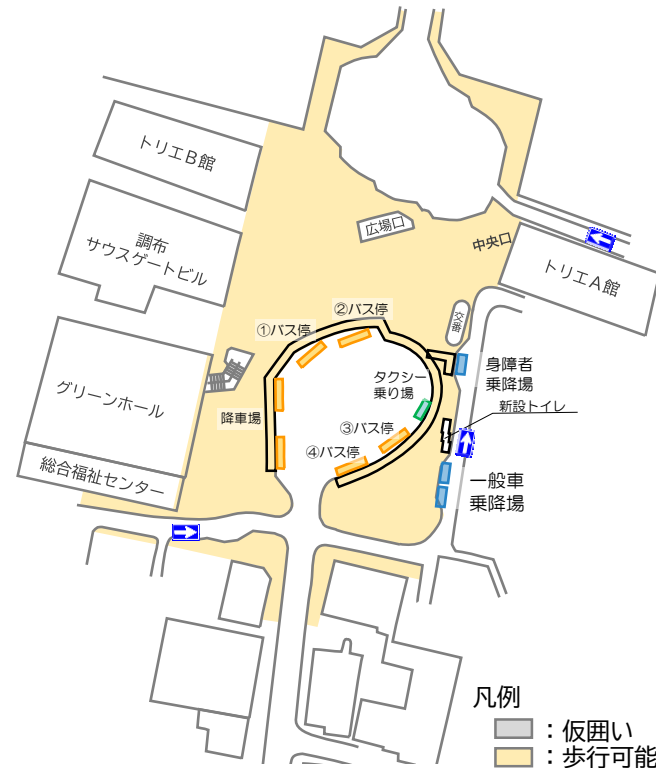 トリエB館
広場口
中央口
調布
サウスゲートビル
トリエA館
②バス停
交番
①バス停
身障者
乗降場
タクシー
乗り場
グリーンホール
新設トイレ
降車場
③バス停
④バス停
総合福祉センター
一般車
乗降場
凡例
：仮囲い
：歩行可能